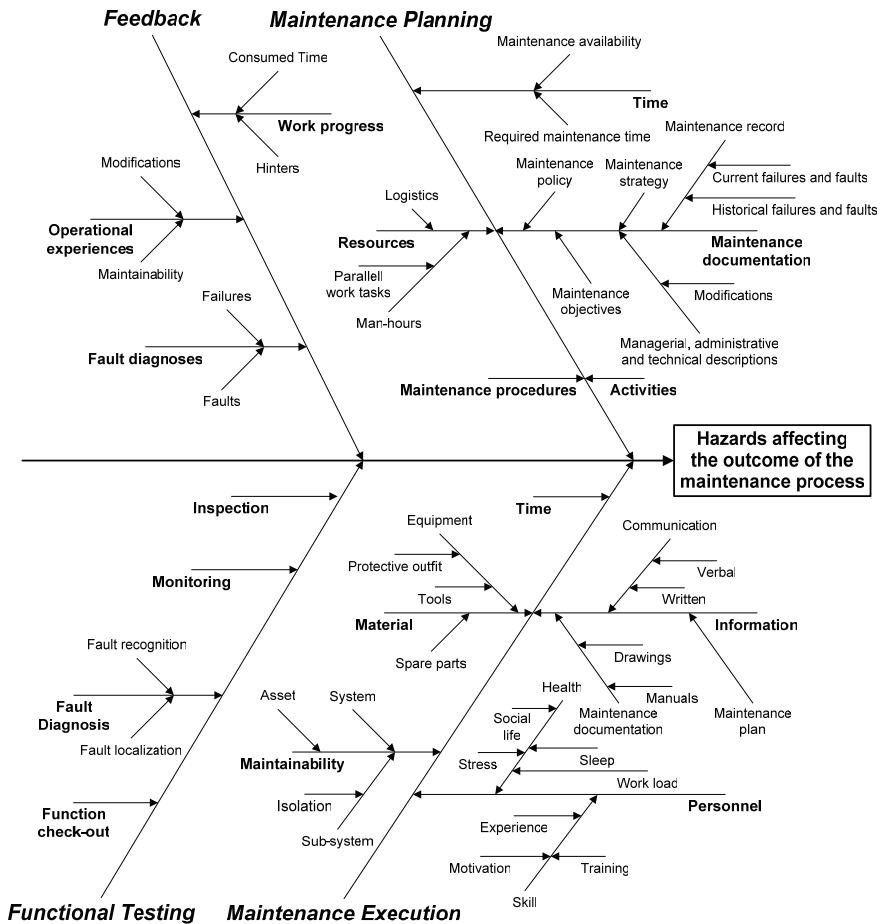 Feedback
Maintenance Planning
Consumed Time
Work progress
Hinters
Modifications
Operational
experiences
Maintainability
Failures
Fault diagnoses
Faults
Maintenance availability
Time
Required maintenance time
Maintenance record
Maintenance
policy
Maintenance
strategy
Current failures and faults
Historical failures and faults
Logistics
Resources
Parallell
work tasks
Man-hours
Maintenance
documentation
Maintenance
objectives
Modifications
Managerial, administrative
and technical descriptions
Maintenance procedures
Activities
Hazards affecting
the outcome of the
maintenance process
Inspection
Monitoring
Fault recognition
Fault
Diagnosis
Fault localization
Function
check-out
Time
Equipment
Protective outfit
Tools
Material
Spare parts
Communication
Verbal
Written
Information
Drawings
Manuals
Maintenance
documentation
Maintenance
plan
Asset
System
Maintainability
Isolation
Sub-system
Health
Social
life
Stress
Sleep
Work load
Personnel
Experience
Motivation
Training
Skill
Functional Testing
Maintenance Execution